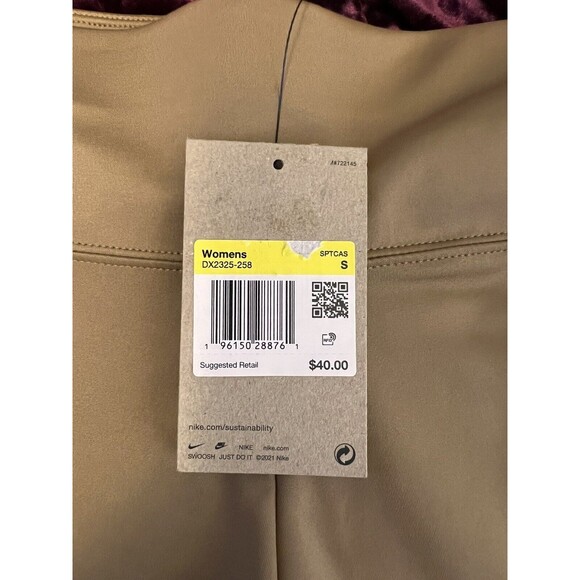 #4722145
Womens SPTCAS
DX2325-258 S
1 96150 28876 1
Suggested Retail $40.00
nike.com/sustainability
NIKE nike.com
SWOOSH JUST DO IT ©2021 Nike